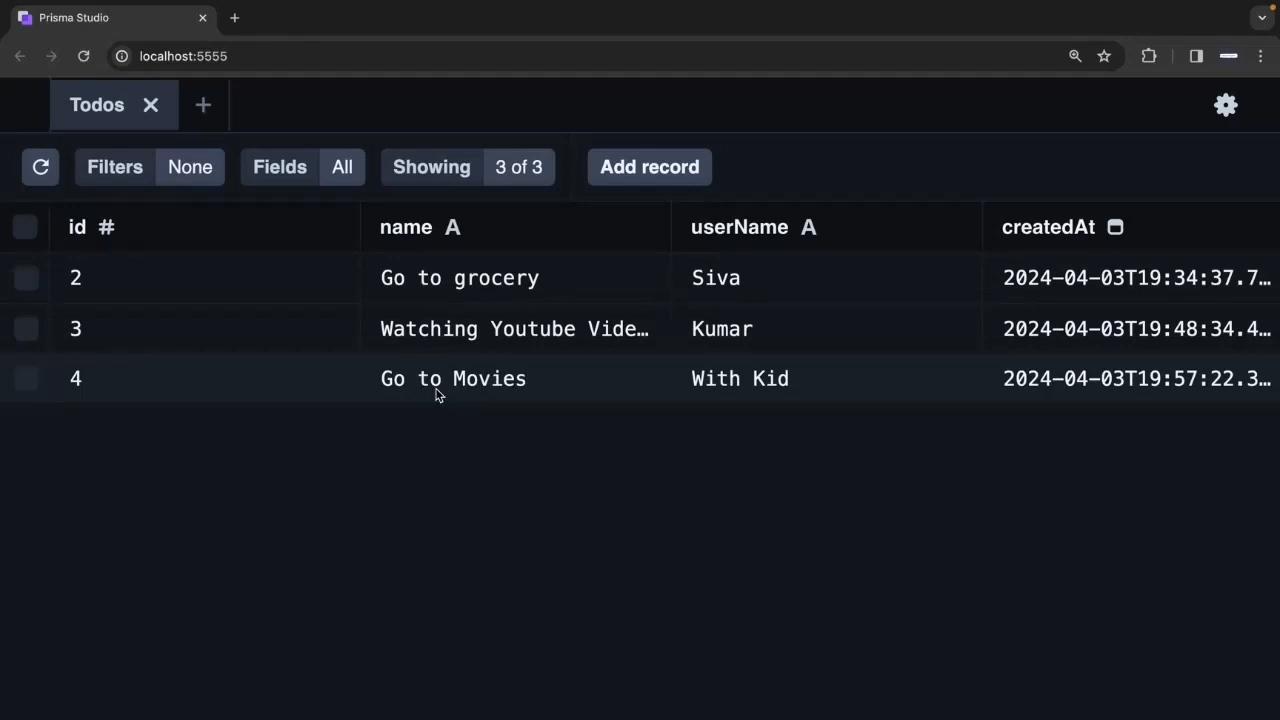 Prisma Studio
localhost:5555
Todos
Filters None Fields All Showing 3 of 3 Add record
id # name A userName A createdAt
2 Go to grocery Siva 2024-04-03T19:34:37.7…
3 Watching Youtube Vide… Kumar 2024-04-03T19:48:34.4…
4 Go to Movies With Kid 2024-04-03T19:57:22.3…